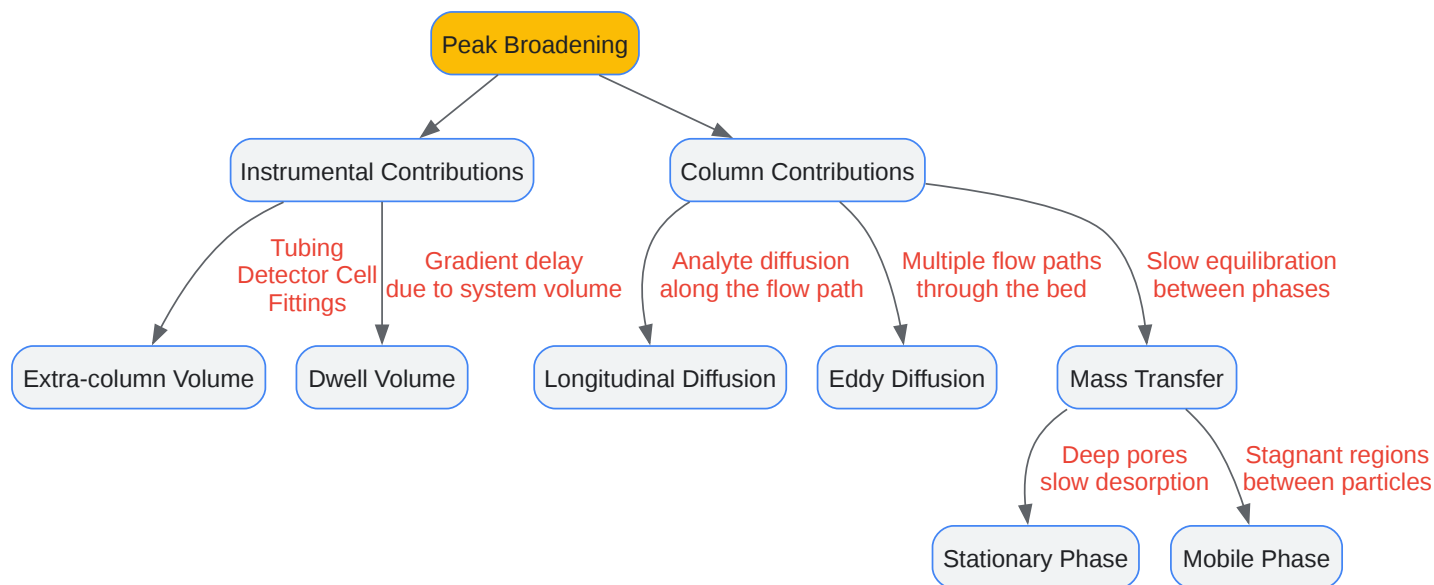 Peak Broadening
Instrumental Contributions
Column Contributions
Tubing
Detector Cell
Fittings
Gradient delay
due to system volume
Analyte diffusion
along the flow path
Multiple flow paths
through the bed
Slow equilibration
between phases
Extra-column Volume
Dwell Volume
Longitudinal Diffusion
Eddy Diffusion
Mass Transfer
Deep pores
slow desorption
Stagnant regions
between particles
Stationary Phase
Mobile Phase